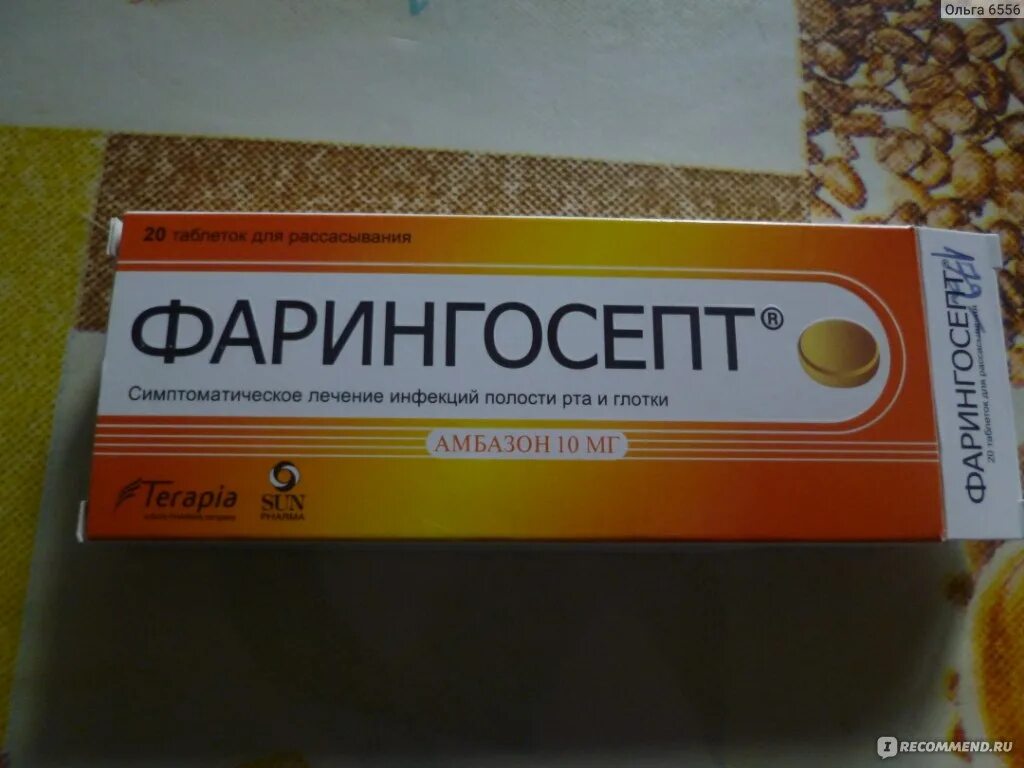 Ольга 6556
20 таблеток для рассасывания
ФАРИНГОСЕПТ®
Симптоматическое лечение инфекций полости рта и глотки
АМБАЗОН 10 МГ
Terapia
SUN
PHARMA
ФАРИНГОСЕПТ
20 таблеток для рассасывания
IRECOMMEND.RU